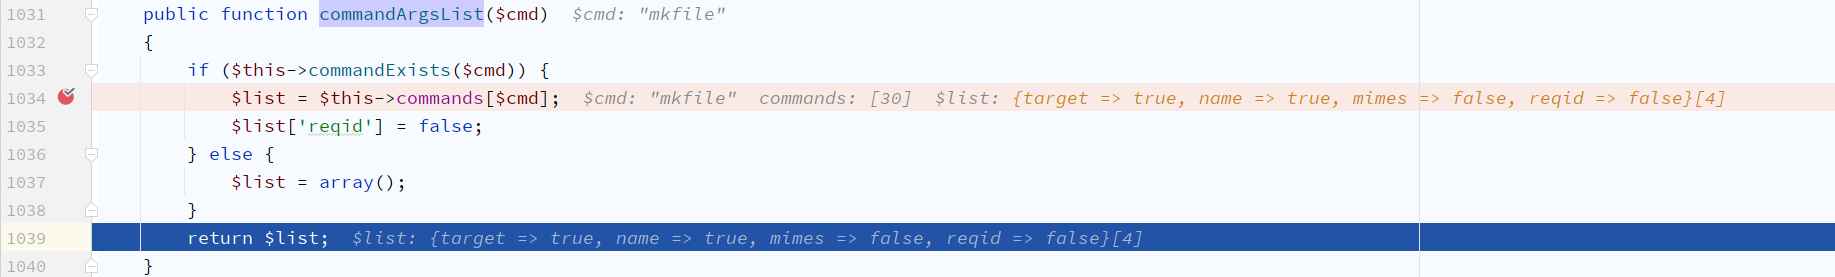 1031 public function commandArgsList($cmd) $cmd: "mkfile"
1032 {
1033 if ($this->commandExists($cmd)) {
1034 $list = $this->commands[$cmd]; $cmd: "mkfile" commands: [30] $list: {target => true, name => true, mimes => false, reqid => false}[4]
1035 $list['reqid'] = false;
1036 } else {
1037 $list = array();
1038 }
1039 return $list; $list: {target => true, name => true, mimes => false, reqid => false}[4]
1040 }